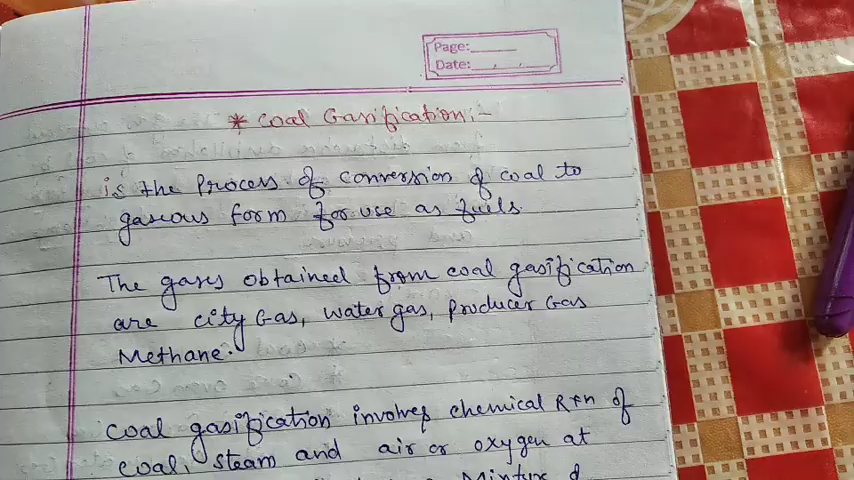 Page:
Date:
* Coal Gasification:-
is the Process of conversion of coal to
gaseous form for use as fuels.
The gases obtained from coal gasification
are city Gas, water gas, Producer Gas
Methane.
Coal gasification involves chemical Rxn of
coal, steam and air or oxygen at
Mixture of